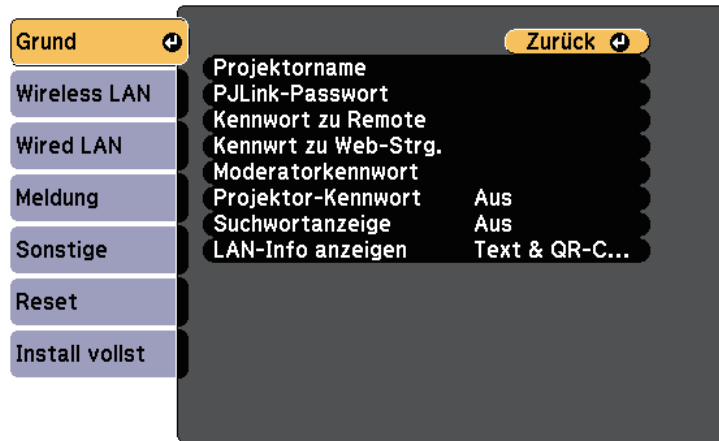 Grund
Wireless LAN
Wired LAN
Meldung
Sonstige
Reset
Install vollst
Zurück
Projektorname
PJLink-Passwort
Kennwort zu Remote
Kennwrt zu Web-Strg.
Moderatorkennwort
Projektor-Kennwort Aus
Suchwortanzeige Aus
LAN-Info anzeigen Text & QR-C...